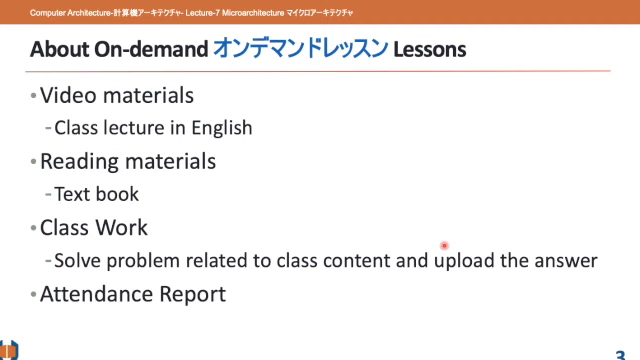 Computer Architecture-計算機アーキテクチャ- Lecture-7 Microarchitecture マイクロアーキテクチャ
About On-demand オンデマンドレッスン Lessons
• Video materials
-Class lecture in English
• Reading materials
-Text book
• Class Work
-Solve problem related to class content and upload the answer
• Attendance Report
3